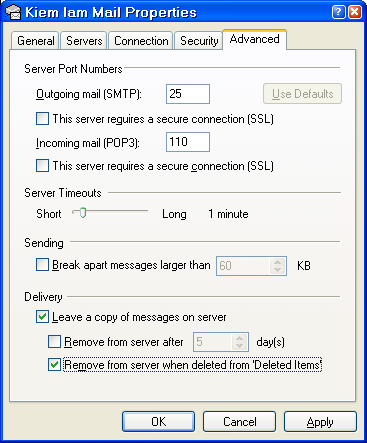 Kiem Iam Mail Properties
General Servers Connection Security Advanced
Server Port Numbers
Outgoing mail (SMTP): 25 Use Defaults
This server requires a secure connection (SSL)
Incoming mail (POP3): 110
This server requires a secure connection (SSL)
Server Timeouts
Short Long 1 minute
Sending
Break apart messages larger than 60 KB
Delivery
Leave a copy of messages on server
Remove from server after 5 day(s)
Remove from server when deleted from 'Deleted Items'
OK Cancel Apply